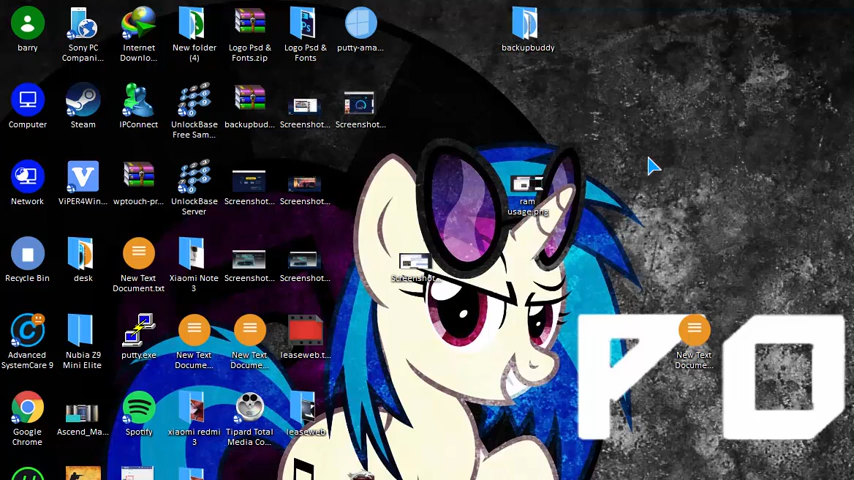 barry
Sony PC
Compani...
Internet
Downlo...
New folder
(4)
Logo Psd &
Fonts.zip
Logo Psd &
Fonts
putty-ama...
backupbuddy
Computer
Steam
IPConnect
UnlockBase
Free Sam...
backupbud...
Screenshot...
Screenshot...
Network
ViPER4Win...
wptouch-pr...
UnlockBase
Server
Screenshot...
Screenshot...
ram
usage.png
Recycle Bin
desk
New Text
Document.txt
Xiaomi Note
3
Screenshot...
Screenshot...
Screenshot...
Advanced
SystemCare 9
Nubia Z9
Mini Elite
putty.exe
New Text
Docume...
New Text
Docume...
leaseweb.t...
New Text
Docume...
PO
Google
Chrome
Ascend_Ma...
Spotify
xiaomi redmi
3
Tipard Total
Media Co...
leaseweb